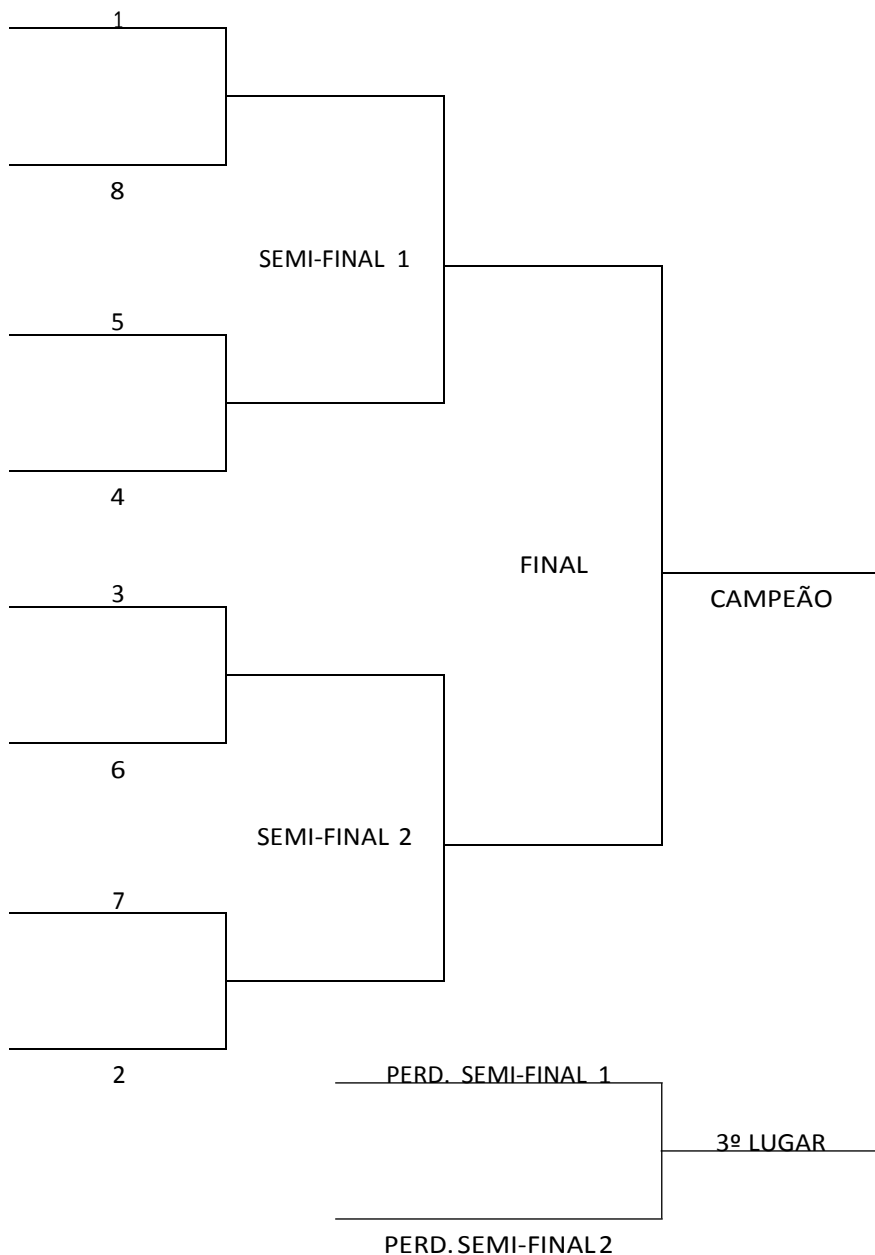 1
8
SEMI-FINAL 1
5
4
FINAL
CAMPEÃO
3
6
SEMI-FINAL 2
7
2
PERD. SEMI-FINAL 1
3º LUGAR
PERD. SEMI-FINAL 2